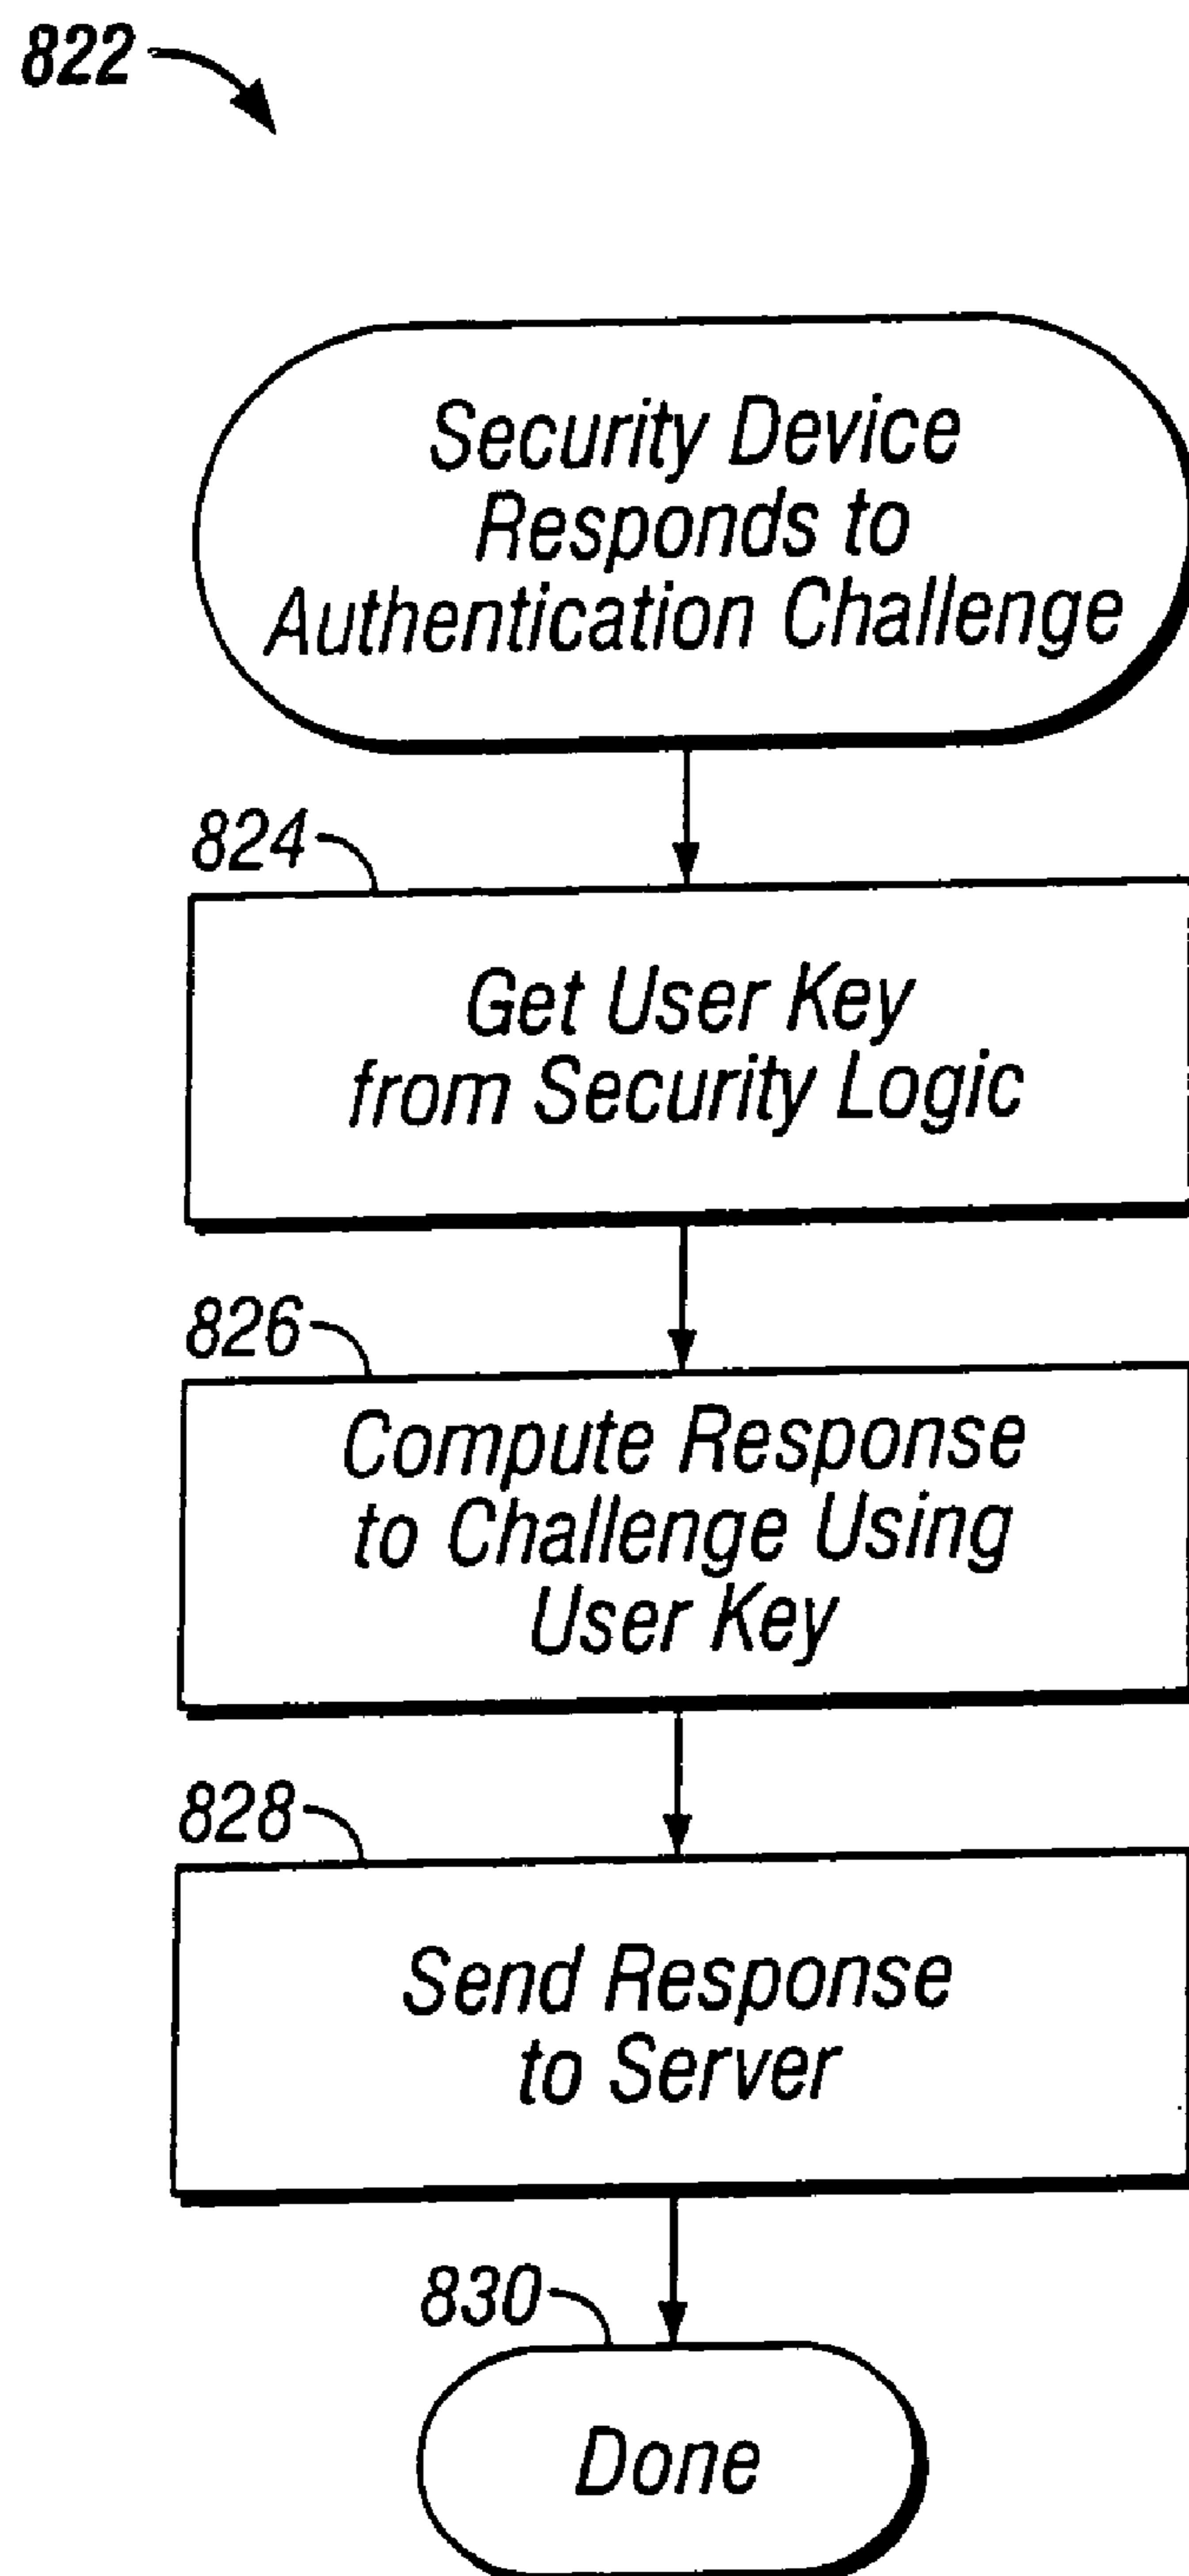 822
Security Device
Responds to
Authentication Challenge
824
Get User Key
from Security Logic
826
Compute Response
to Challenge Using
User Key
828
Send Response
to Server
830
Done